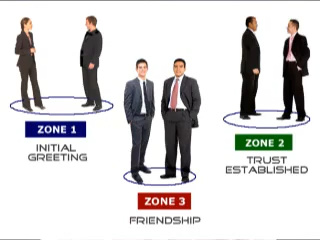 ZONE 1
INITIAL
GREETING
ZONE 2
TRUST
ESTABLISHED
ZONE 3
FRIENDSHIP